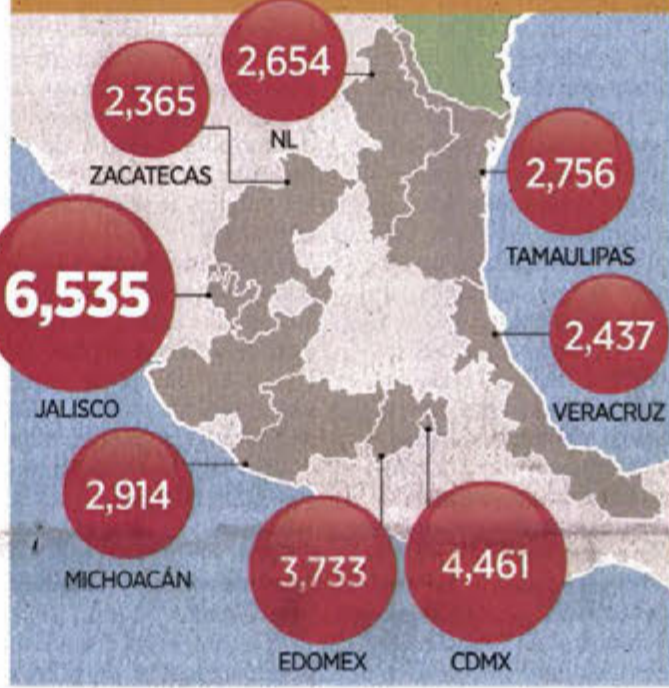 2,654
NL
2,365
ZACATECAS
2,756
TAMAULIPAS
6,535
JALISCO
2,437
VERACRUZ
2,914
MICHOACÁN
3,733
EDOMEX
4,461
CDMX